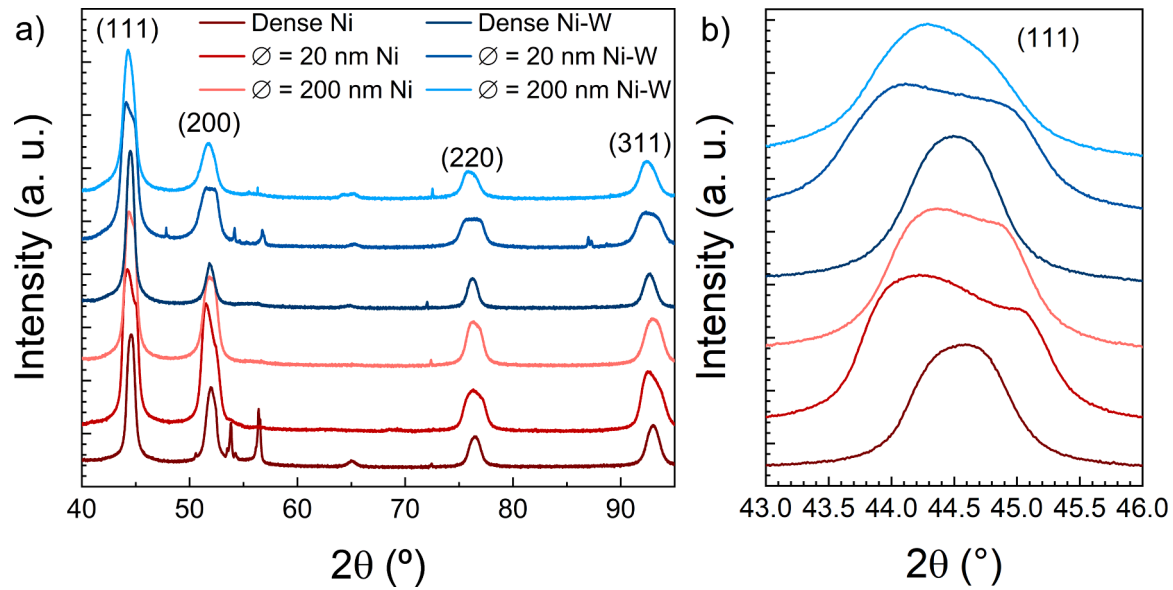 a)
(111)
Dense Ni
Dense Ni-W
∅ = 20 nm Ni
∅ = 20 nm Ni-W
∅ = 200 nm Ni
∅ = 200 nm Ni-W
(200)
(220)
(311)
Intensity (a. u.)
40 50 60 70 80 90
2θ (º)
b)
(111)
Intensity (a. u.)
43.0 43.5 44.0 44.5 45.0 45.5 46.0
2θ (°)